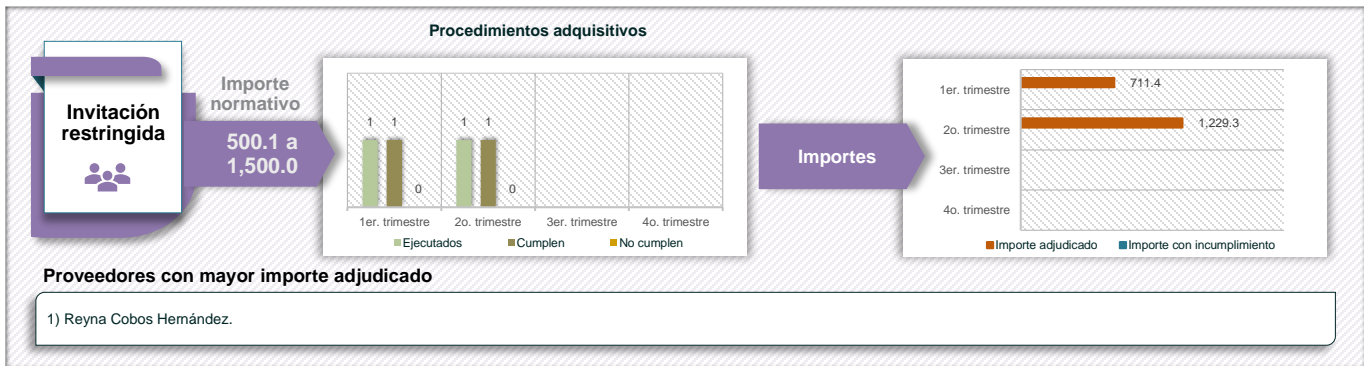 Procedimientos adquisitivos
Invitación
restringida
Importe
normativo
500.1 a
1,500.0
1 1
0
1 1
0
1er. trimestre 2o. trimestre 3er. trimestre 4o. trimestre
Ejecutados Cumplen No cumplen
Importes
1er. trimestre 711.4
2o. trimestre 1,229.3
3er. trimestre
4o. trimestre
Importe adjudicado Importe con incumplimiento
Proveedores con mayor importe adjudicado
1) Reyna Cobos Hernández.